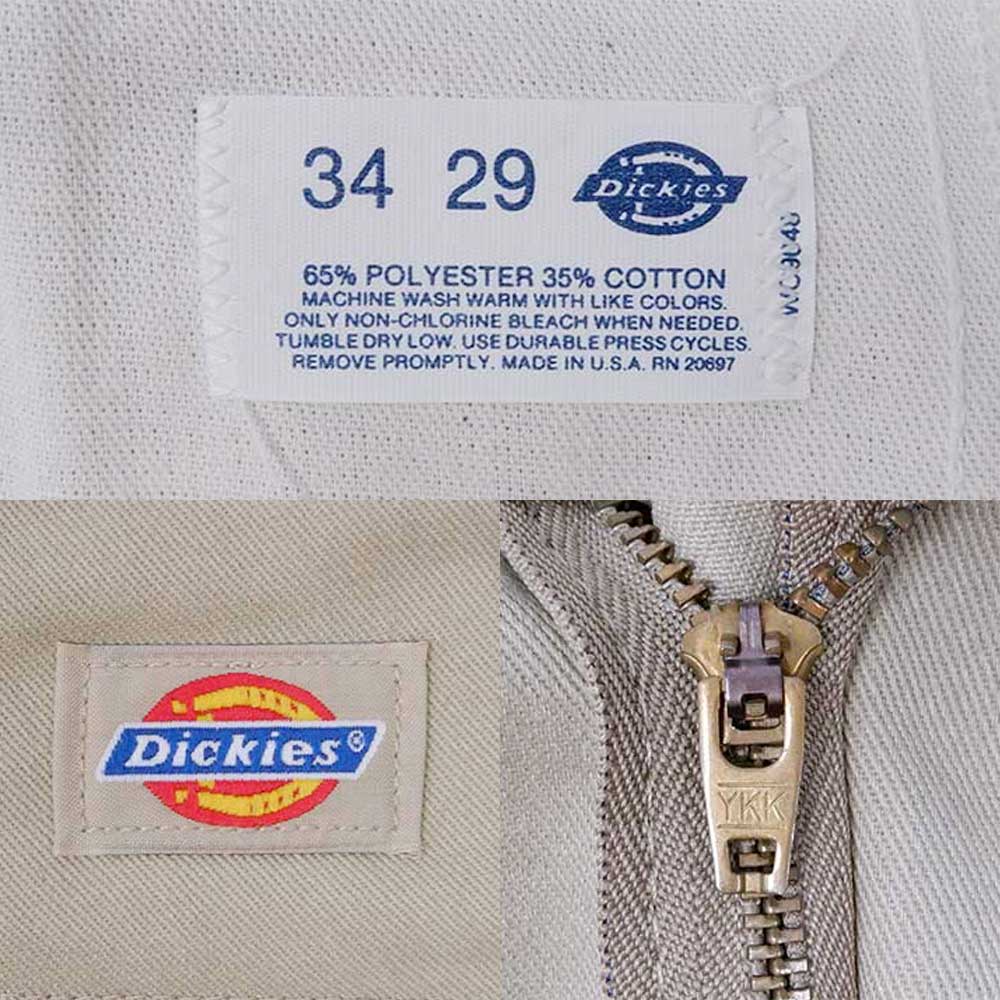 34 29 Dickies
65% POLYESTER 35% COTTON
MACHINE WASH WARM WITH LIKE COLORS.
ONLY NON-CHLORINE BLEACH WHEN NEEDED.
TUMBLE DRY LOW. USE DURABLE PRESS CYCLES.
REMOVE PROMPTLY. MADE IN U.S.A. RN 20697
Dickies®
YKK